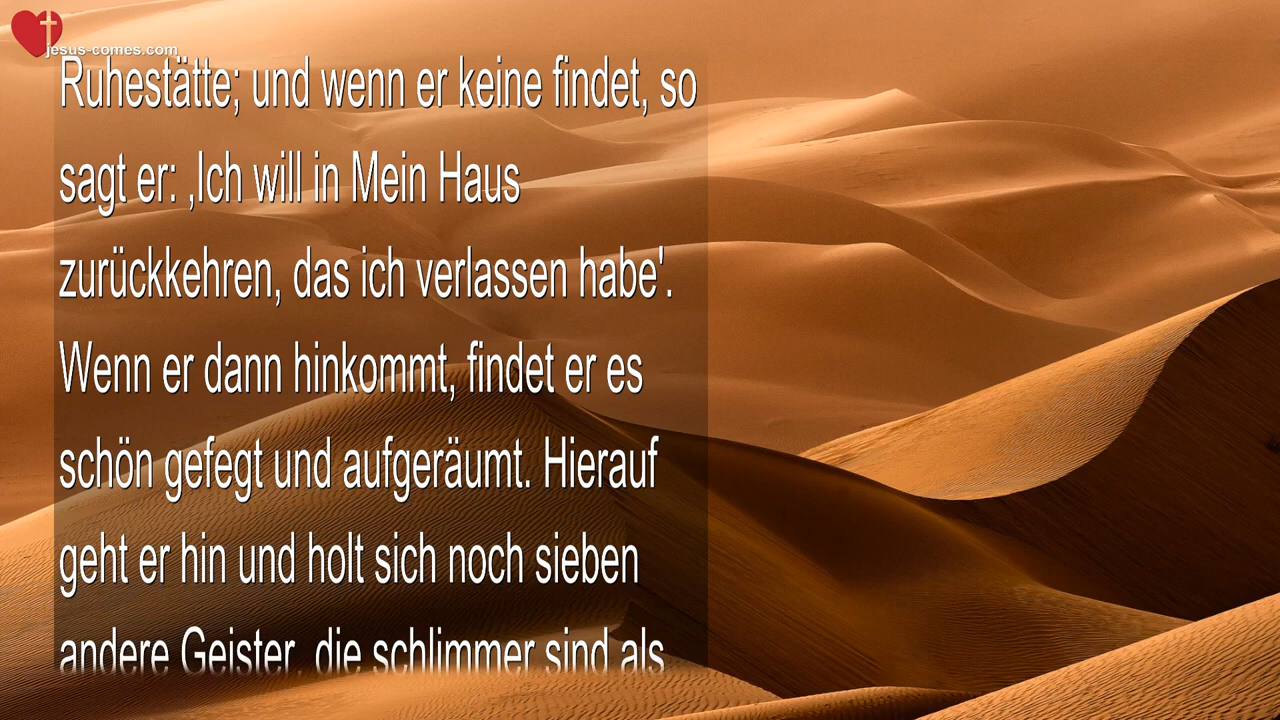 jesus-comes.com
Ruhestätte; und wenn er keine findet, so
sagt er: ‚Ich will in Mein Haus
zurückkehren, das ich verlassen habe'.
Wenn er dann hinkommt, findet er es
schön gefegt und aufgeräumt. Hierauf
geht er hin und holt sich noch sieben
andere Geister, die schlimmer sind als